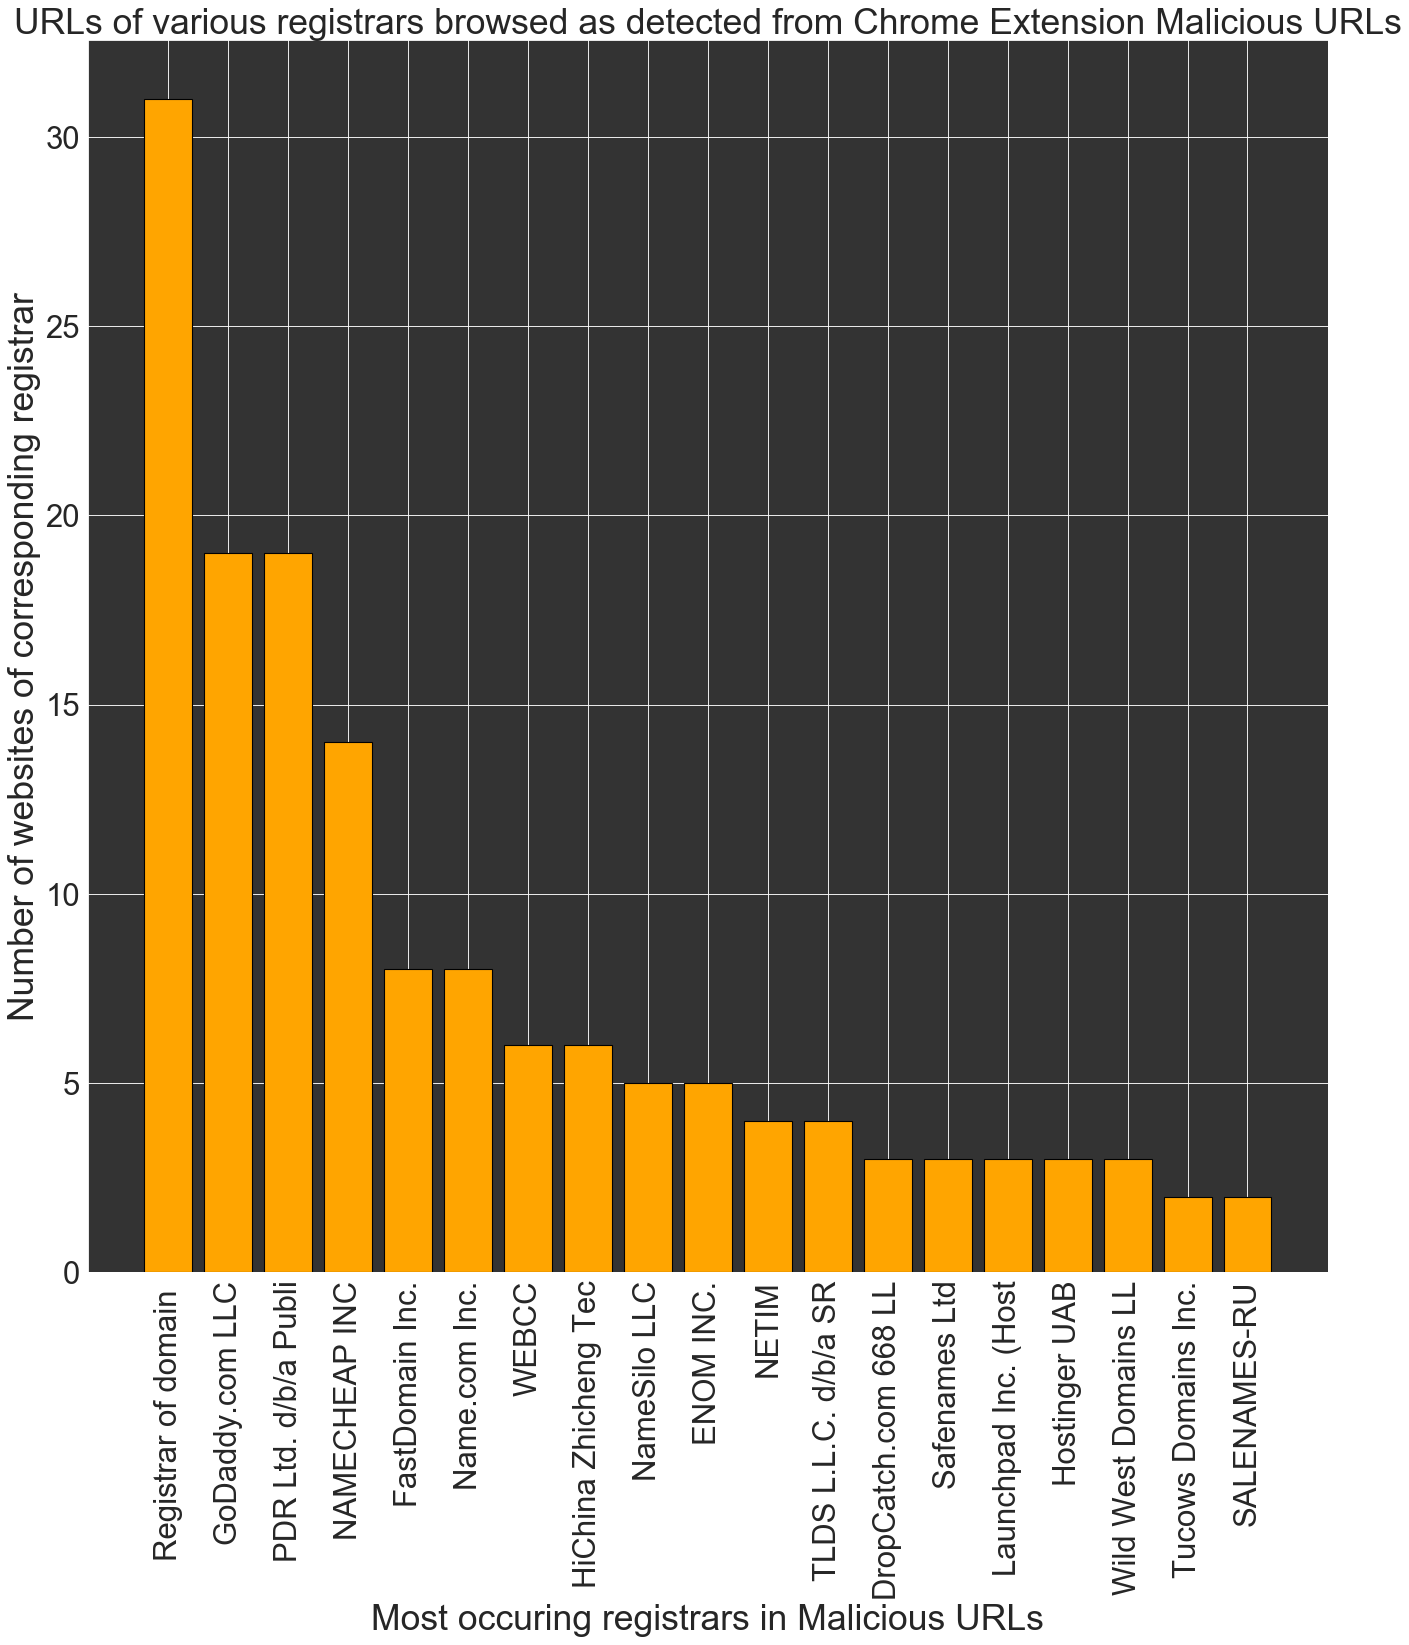 URLs of various registrars browsed as detected from Chrome Extension Malicious URLs
Number of websites of corresponding registrar
30
25
20
15
10
5
0
Registrar of domain
GoDaddy.com LLC
PDR Ltd. d/b/a Publi
NAMECHEAP INC
FastDomain Inc.
Name.com Inc.
WEBCC
HiChina Zhicheng Tec
NameSilo LLC
ENOM INC.
NETIM
TLDS L.L.C. d/b/a SR
DropCatch.com 668 LL
Safenames Ltd
Launchpad Inc. (Host
Hostinger UAB
Wild West Domains LL
Tucows Domains Inc.
SALENAMES-RU
Most occuring registrars in Malicious URLs